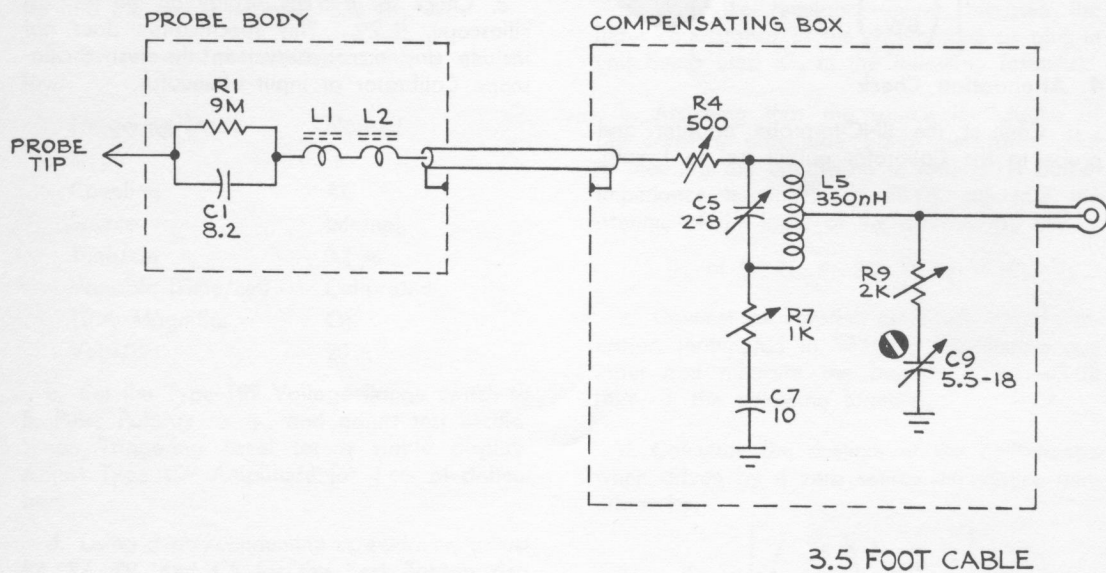 PROBE BODY
COMPENSATING BOX
R1
9M
L1
L2
PROBE
TIP
C1
8.2
R4
500
C5
2-8
L5
350nH
R9
2K
R7
1K
C9
5.5-18
C7
10
3.5 FOOT CABLE